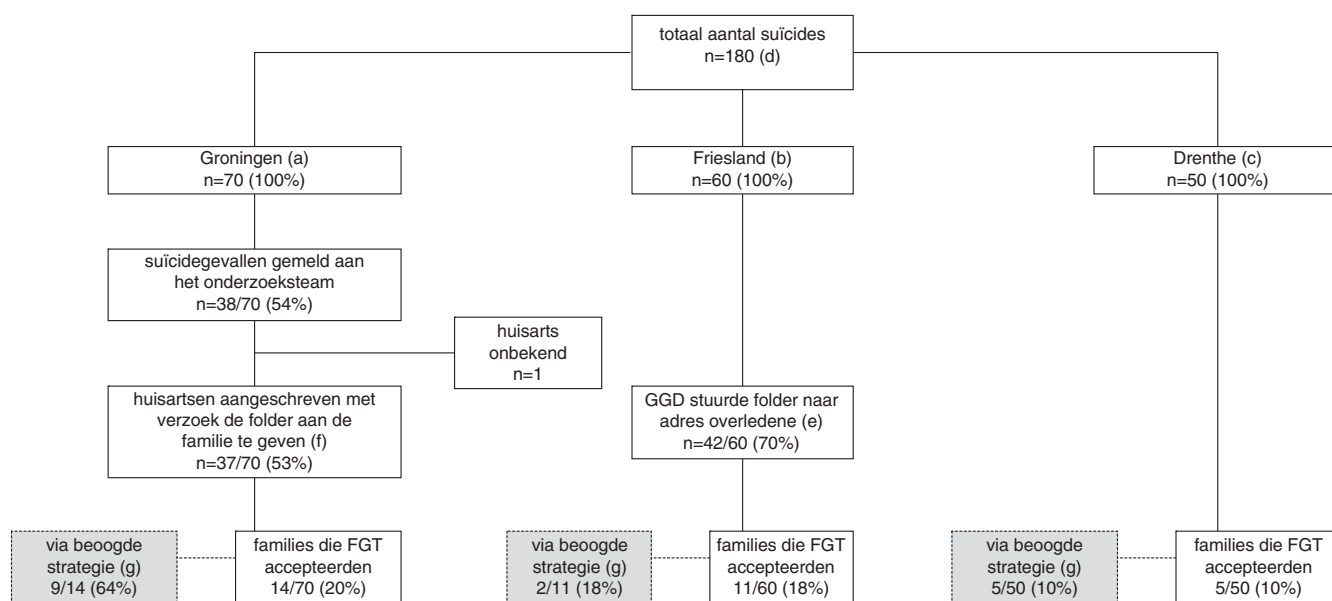 totaal aantal suïcides
n=180 (d)
Groningen (a)
n=70 (100%)
Friesland (b)
n=60 (100%)
Drenthe (c)
n=50 (100%)
suïcidegevallen gemeld aan
het onderzoeksteam
n=38/70 (54%)
huisarts
onbekend
n=1
huisartsen aangeschreven met
verzoek de folder aan de
familie te geven (f)
n=37/70 (53%)
GGD stuurde folder naar
adres overledene (e)
n=42/60 (70%)
via beoogde
strategie (g)
9/14 (64%)
families die FGT
accepteerden
14/70 (20%)
via beoogde
strategie (g)
2/11 (18%)
families die FGT
accepteerden
11/60 (18%)
via beoogde
strategie (g)
5/50 (10%)
families die FGT
accepteerden
5/50 (10%)